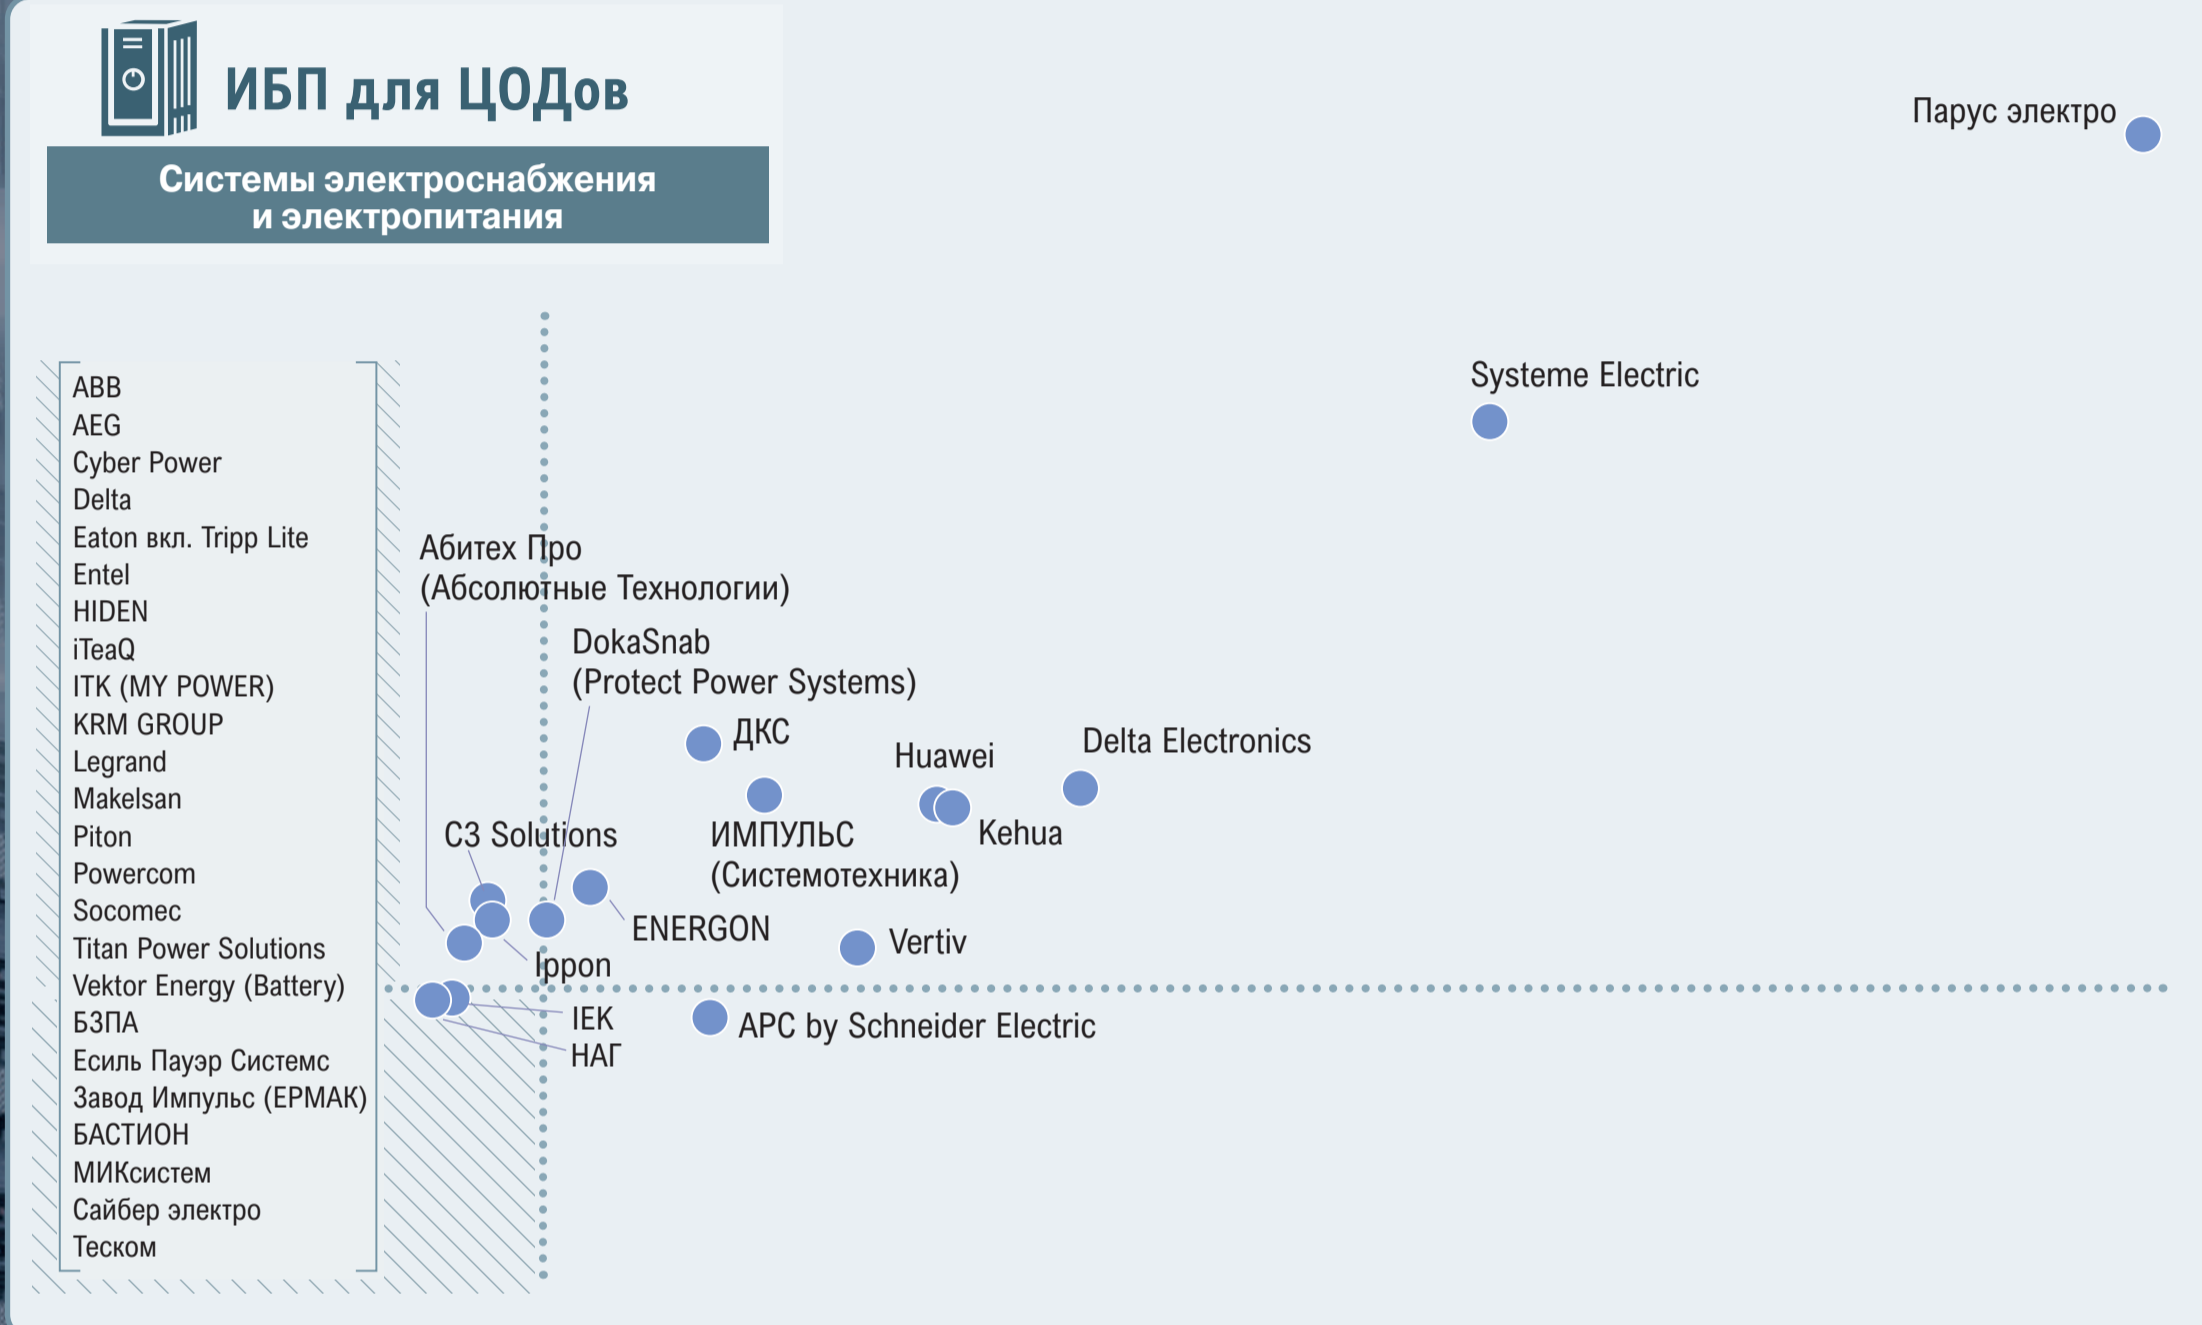 ИБП для ЦОДов
Системы электроснабжения
и электропитания
Парус электро
Systeme Electric
ABB
AEG
Cyber Power
Delta
Eaton вкл. Tripp Lite
Entel
HIDEN
iTeaQ
ITK (MY POWER)
KRM GROUP
Legrand
Makelsan
Piton
Powercom
Socomec
Titan Power Solutions
Vektor Energy (Battery)
БЗПА
Есиль Пауэр Системс
Завод Импульс (ЕРМАК)
БАСТИОН
МИКсистем
Сайбер электро
Теском
Абитех Про
(Абсолютные Технологии)
DokaSnab
(Protect Power Systems)
ДКС
Huawei
Delta Electronics
C3 Solutions
ИМПУЛЬС
(Системотехника)
Kehua
ENERGON
Vertiv
Ippon
IEK
НАГ
APC by Schneider Electric